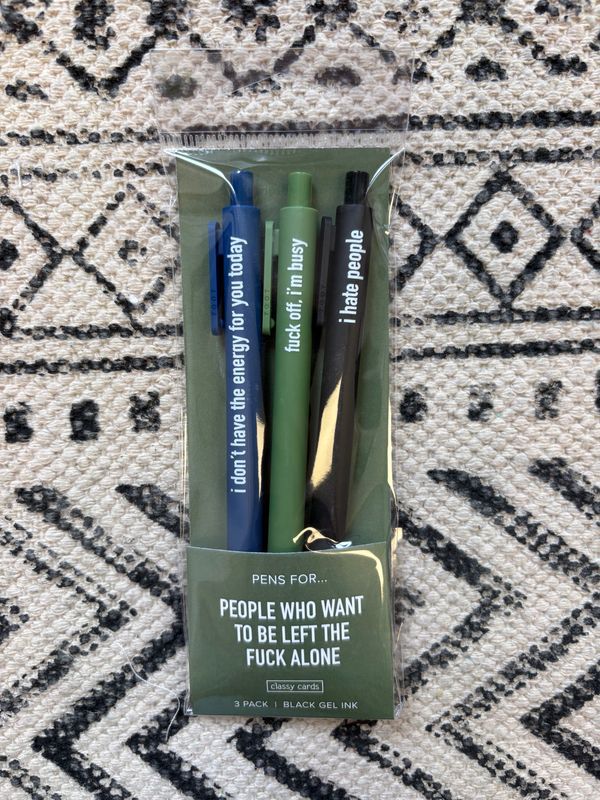 i don't have the energy for you today
fuck off, i'm busy
i hate people
PENS FOR...
PEOPLE WHO WANT
TO BE LEFT THE
FUCK ALONE
classy cards
3 PACK | BLACK GEL INK